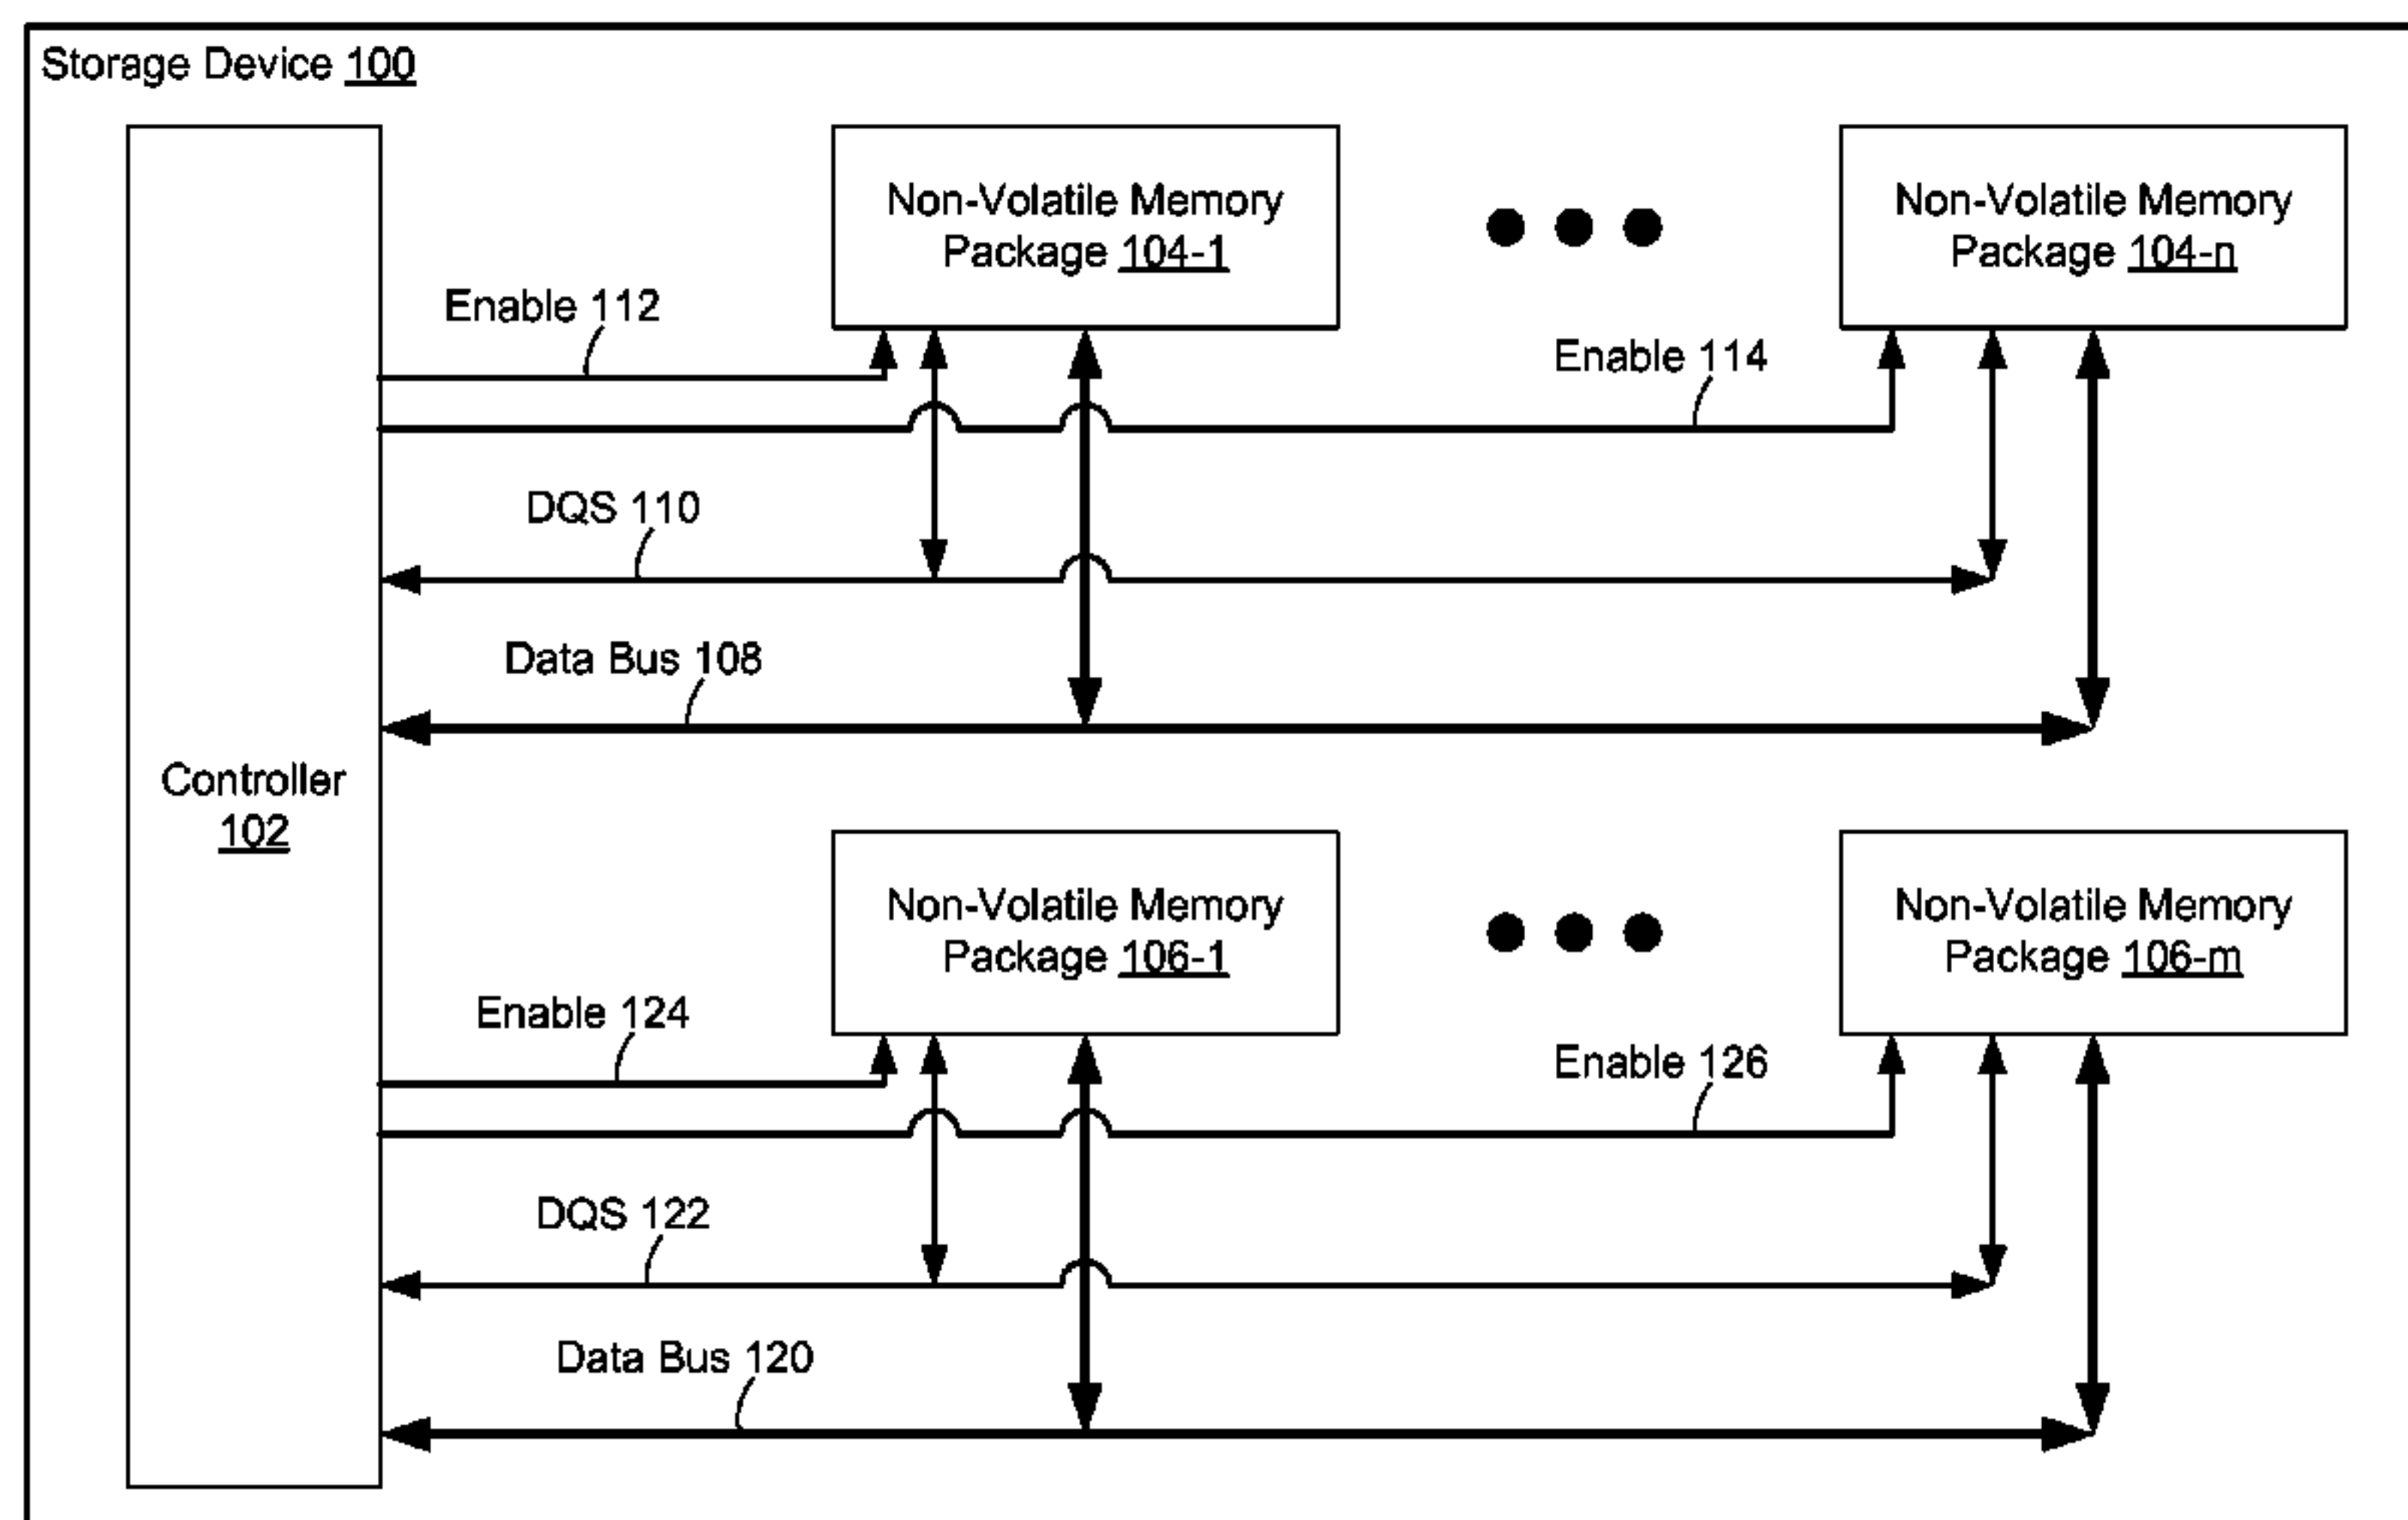 Storage Device 100
Non-Volatile Memory
Package 104-1
Non-Volatile Memory
Package 104-n
Enable 112
Enable 114
DQS 110
Data Bus 108
Controller
102
Non-Volatile Memory
Package 106-1
Non-Volatile Memory
Package 106-m
Enable 124
Enable 126
DQS 122
Data Bus 120